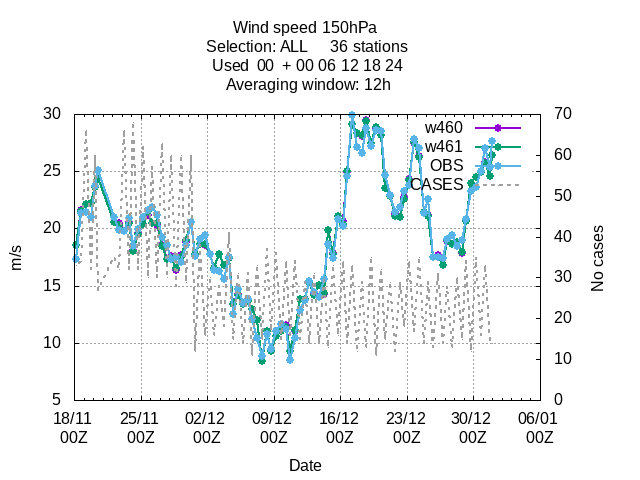 Wind speed 150hPa
Selection: ALL 36 stations
Used 00 + 00 06 12 18 24
Averaging window: 12h
30 70
w460
w461
OBS
CASES
25 60
50
20 40
m/s
No cases
15 30
20
10 10
5 0
18/11 25/11 02/12 09/12 16/12 23/12 30/12 06/01
00Z 00Z 00Z 00Z 00Z 00Z 00Z 00Z
Date